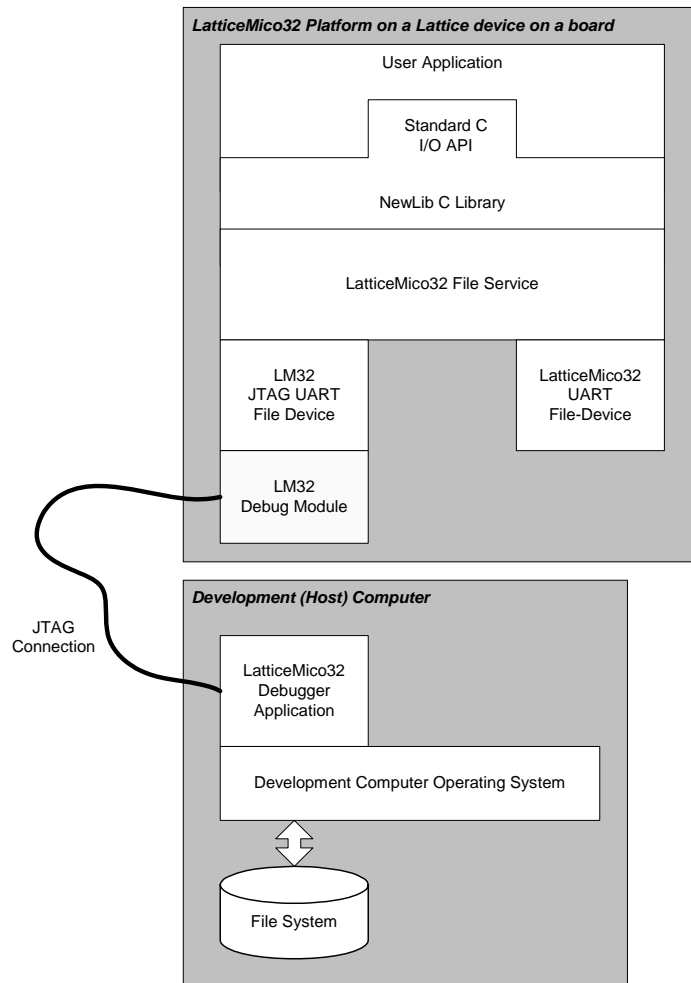 LatticeMico32 Platform on a Lattice device on a board
User Application
Standard C
I/O API
NewLib C Library
LatticeMico32 File Service
LM32
JTAG UART
File Device
LatticeMico32
UART
File-Device
LM32
Debug Module
JTAG
Connection
Development (Host) Computer
LatticeMico32
Debugger
Application
Development Computer Operating System
File System